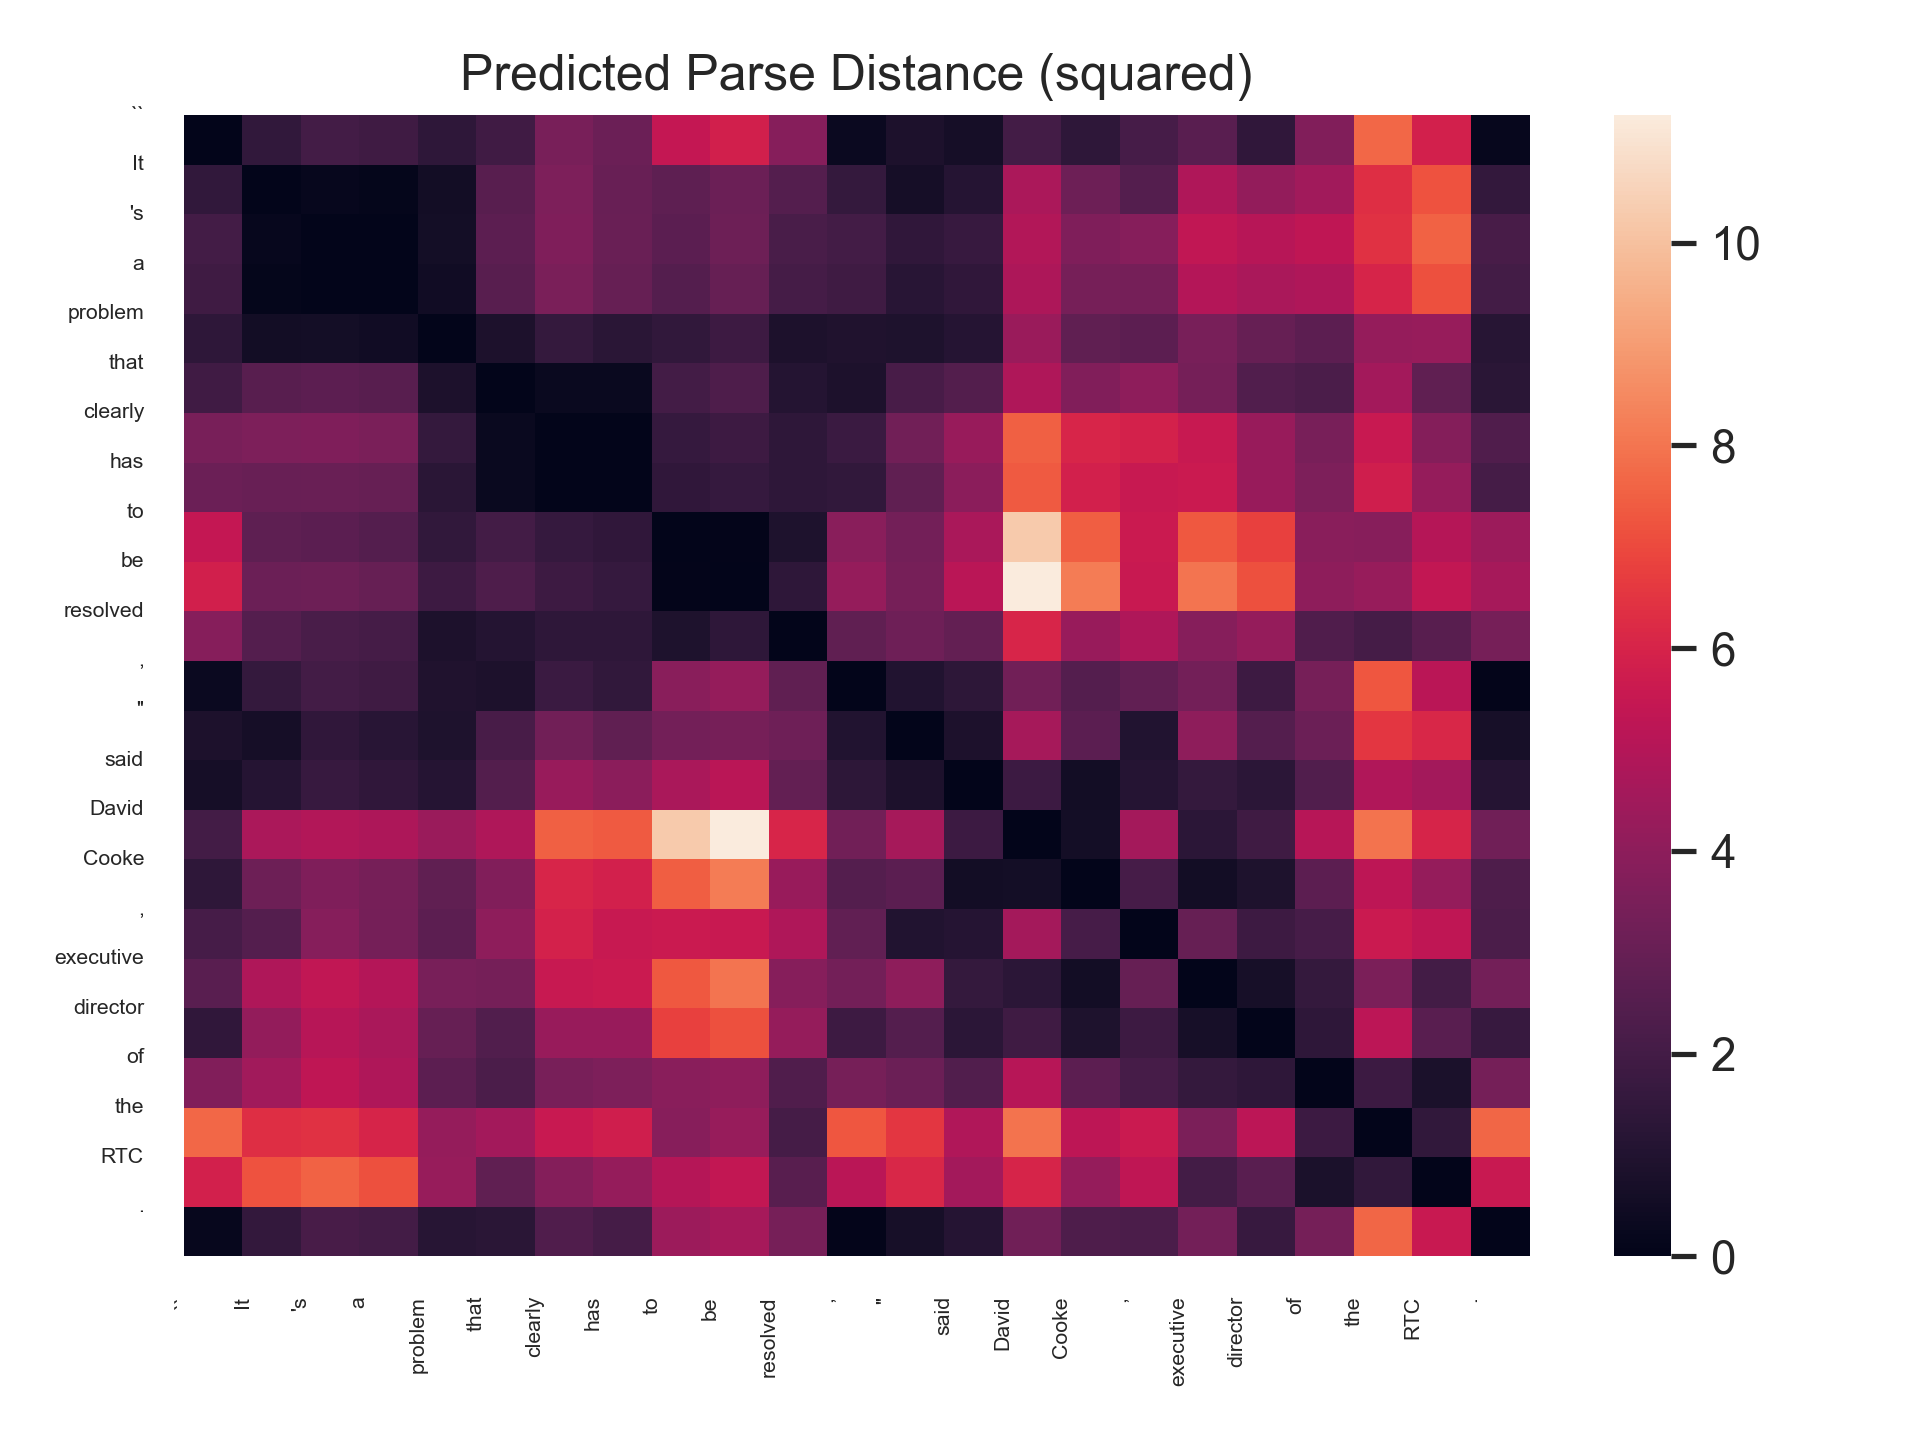 Predicted Parse Distance (squared)
``
It
's
a
problem
that
clearly
has
to
be
resolved
,
"
said
David
Cooke
,
executive
director
of
the
RTC
.
10
8
6
4
2
0
`` It 's a problem that clearly has to be resolved , " said David Cooke , executive director of the RTC .